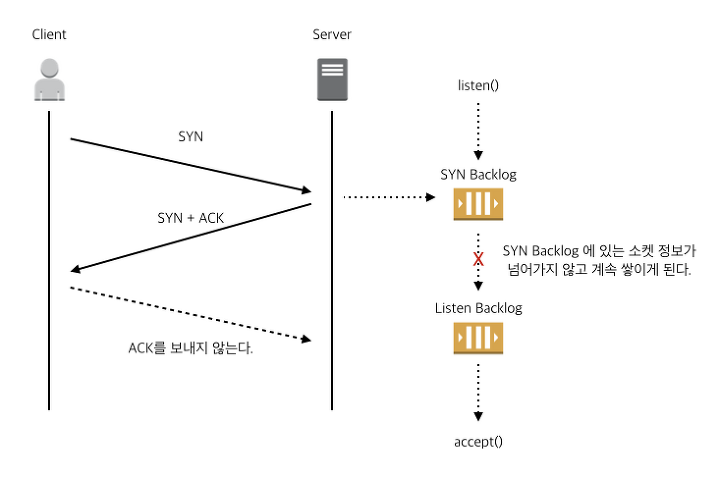 Client
Server
listen()
SYN
SYN Backlog
SYN + ACK
X
SYN Backlog 에 있는 소켓 정보가
넘어가지 않고 계속 쌓이게 된다.
Listen Backlog
ACK를 보내지 않는다.
accept()